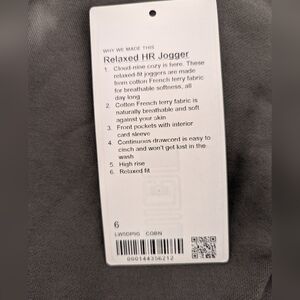 WHY WE MADE THIS
Relaxed HR Jogger
1. Cloud-nine cozy is here. These
relaxed-fit joggers are made
from cotton French terry fabric
for breathable softness, all
day long
2. Cotton French terry fabric is
naturally breathable and soft
against your skin
3. Front pockets with interior
card sleeve
4. Continuous drawcord is easy to
cinch and won't get lost in the
wash
5. High rise
6. Relaxed fit
6
COBN
000144356212